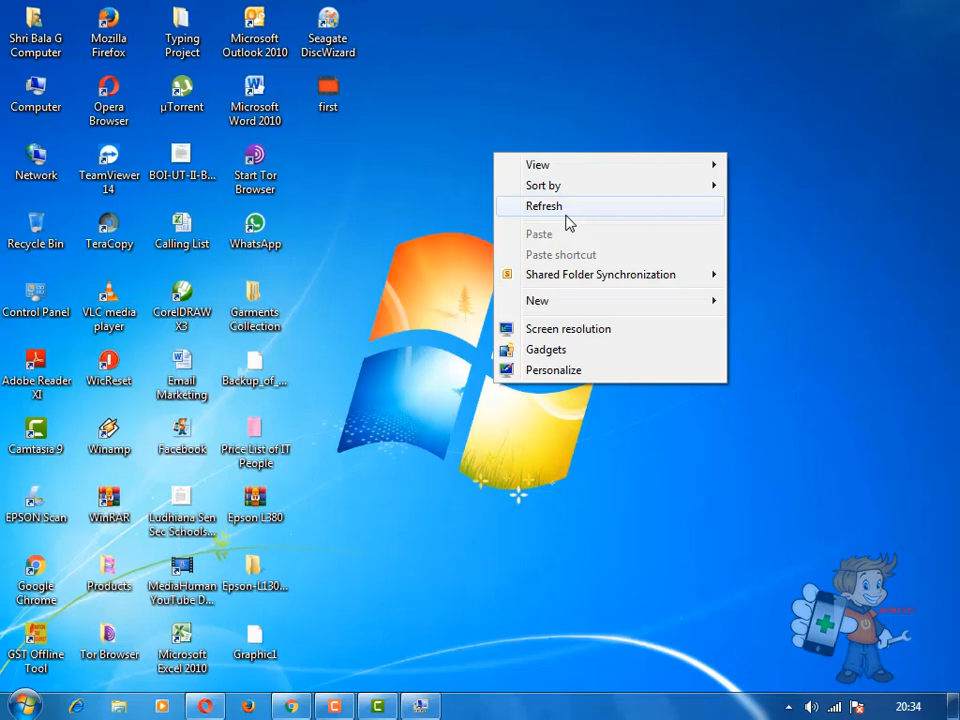 Shri Bala G
Computer
Mozilla
Firefox
Typing
Project
Microsoft
Outlook 2010
Seagate
DiscWizard
Computer
Opera
Browser
µTorrent
Microsoft
Word 2010
first
Network
TeamViewer
14
BOI-UT-II-B...
Start Tor
Browser
Recycle Bin
TeraCopy
Calling List
WhatsApp
Control Panel
VLC media
player
CorelDRAW
X3
Garments
Collection
Adobe Reader
XI
WicReset
Email
Marketing
Backup_of_...
Camtasia 9
Winamp
Facebook
Price List of IT
People
EPSON Scan
WinRAR
Ludhiana Sen
Sec Schools...
Epson L380
Google
Chrome
Products
MediaHuman
YouTube D...
Epson-L130...
GST Offline
Tool
Tor Browser
Microsoft
Excel 2010
Graphic1
View
Sort by
Refresh
Paste
Paste shortcut
Shared Folder Synchronization
New
Screen resolution
Gadgets
Personalize
20:34